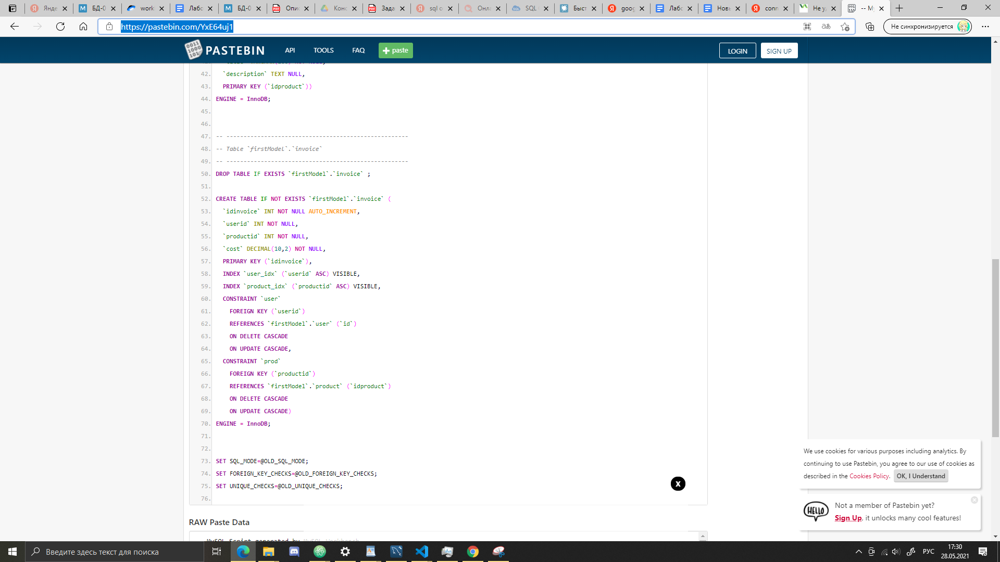 Янде
БД-0
work
Лабо
БД-0
Опис
Конс
Зада
sql o
Онла
SQL
Быст
goog
Лабо
Новы
conn
Не у
-- My
https://pastebin.com/YxE64uj1
Не синхронизируется
PASTEBIN
API
TOOLS
FAQ
paste
LOGIN
SIGN UP
42. `description` TEXT NULL,
43. PRIMARY KEY (`idproduct`))
44. ENGINE = InnoDB;
45.
46.
47. -- -----------------------------------------------------
48. -- Table `firstModel`.`invoice`
49. -- -----------------------------------------------------
50. DROP TABLE IF EXISTS `firstModel`.`invoice` ;
51.
52. CREATE TABLE IF NOT EXISTS `firstModel`.`invoice` (
53. `idinvoice` INT NOT NULL AUTO_INCREMENT,
54. `userid` INT NOT NULL,
55. `productid` INT NOT NULL,
56. `cost` DECIMAL(10,2) NOT NULL,
57. PRIMARY KEY (`idinvoice`),
58. INDEX `user_idx` (`userid` ASC) VISIBLE,
59. INDEX `product_idx` (`productid` ASC) VISIBLE,
60. CONSTRAINT `user`
61. FOREIGN KEY (`userid`)
62. REFERENCES `firstModel`.`user` (`id`)
63. ON DELETE CASCADE
64. ON UPDATE CASCADE,
65. CONSTRAINT `prod`
66. FOREIGN KEY (`productid`)
67. REFERENCES `firstModel`.`product` (`idproduct`)
68. ON DELETE CASCADE
69. ON UPDATE CASCADE)
70. ENGINE = InnoDB;
71.
72.
73. SET SQL_MODE=@OLD_SQL_MODE;
74. SET FOREIGN_KEY_CHECKS=@OLD_FOREIGN_KEY_CHECKS;
75. SET UNIQUE_CHECKS=@OLD_UNIQUE_CHECKS;
76.
RAW Paste Data
-- MySQL Script generated by MySQL Workbench
x
We use cookies for various purposes including analytics. By
continuing to use Pastebin, you agree to our use of cookies as
described in the Cookies Policy. OK, I Understand
HELLO
Not a member of Pastebin yet?
Sign Up, it unlocks many cool features!
Введите здесь текст для поиска
РУС
17:30
28.05.2021